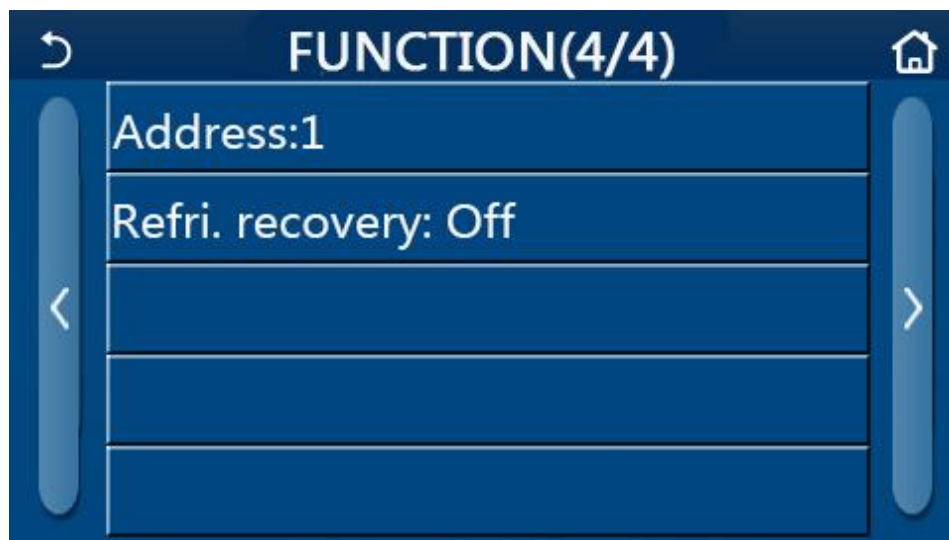 FUNCTION(4/4)
Address:1
Refri. recovery: Off